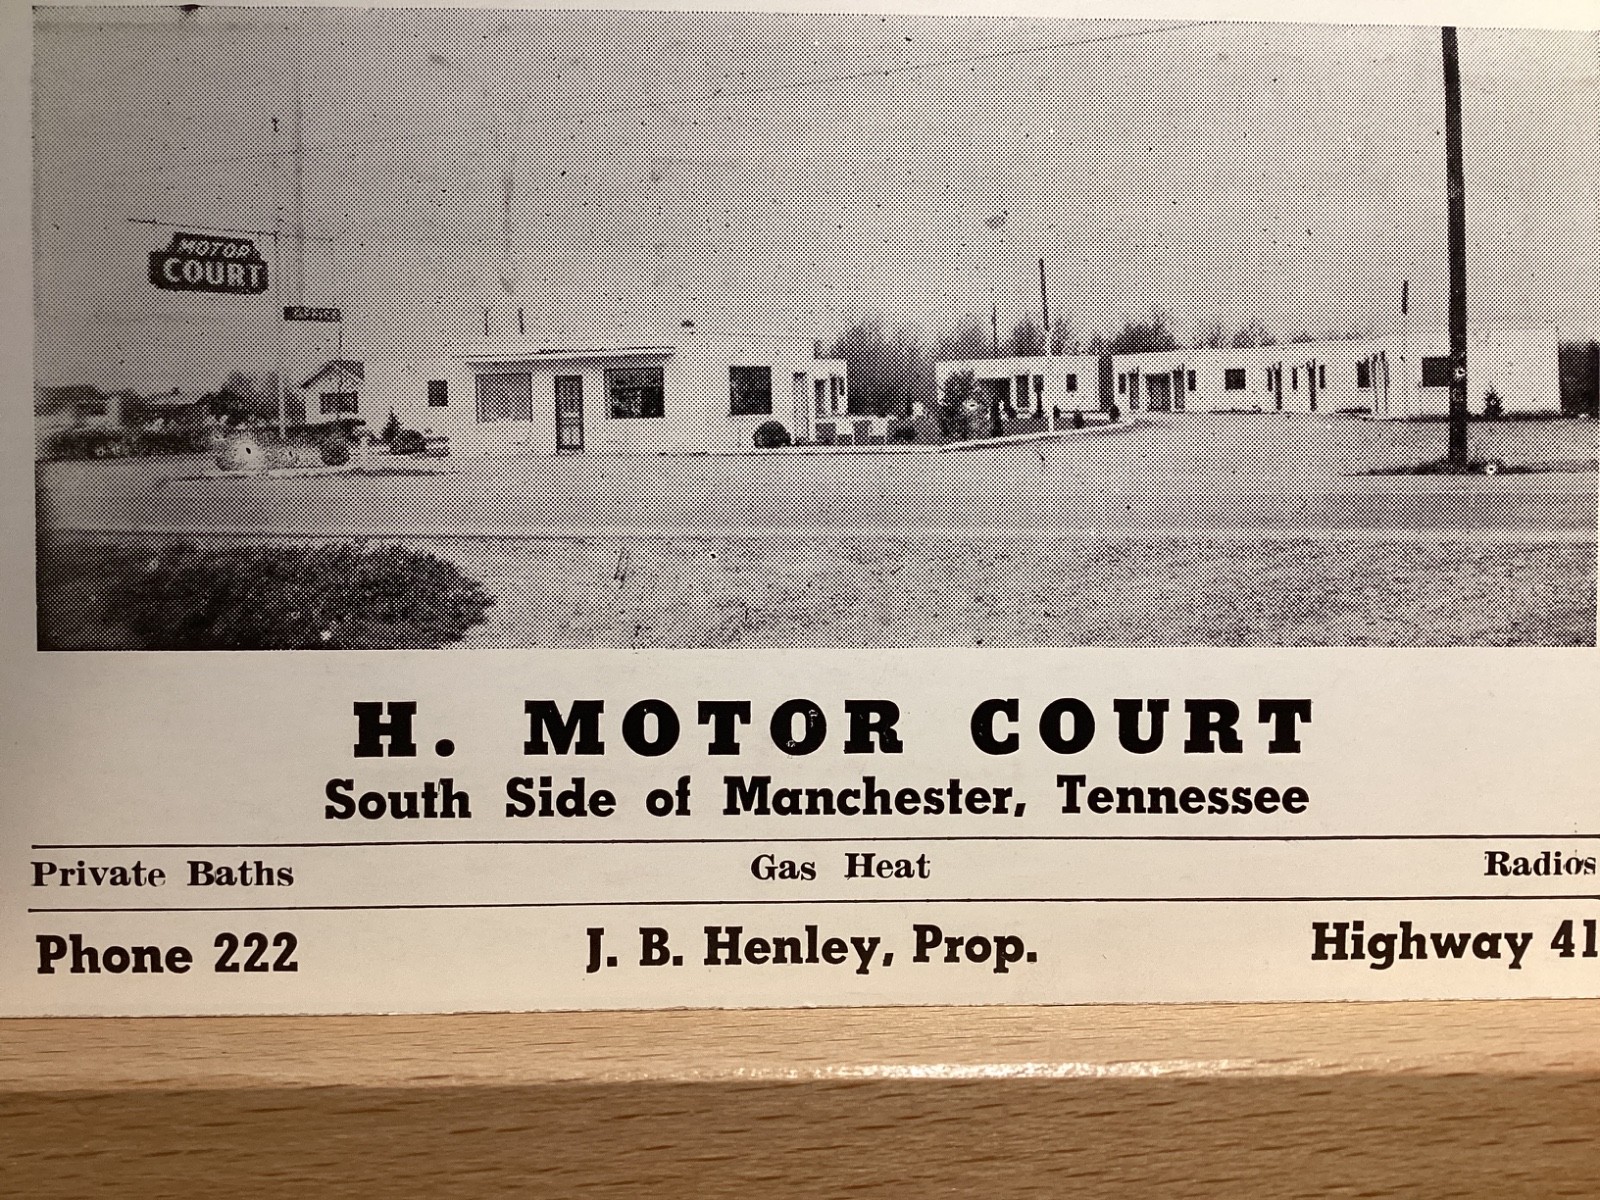 MOTOR
COURT
OFFICE
H. MOTOR COURT
South Side of Manchester, Tennessee
Private Baths Gas Heat Radios
Phone 222 J. B. Henley, Prop. Highway 41